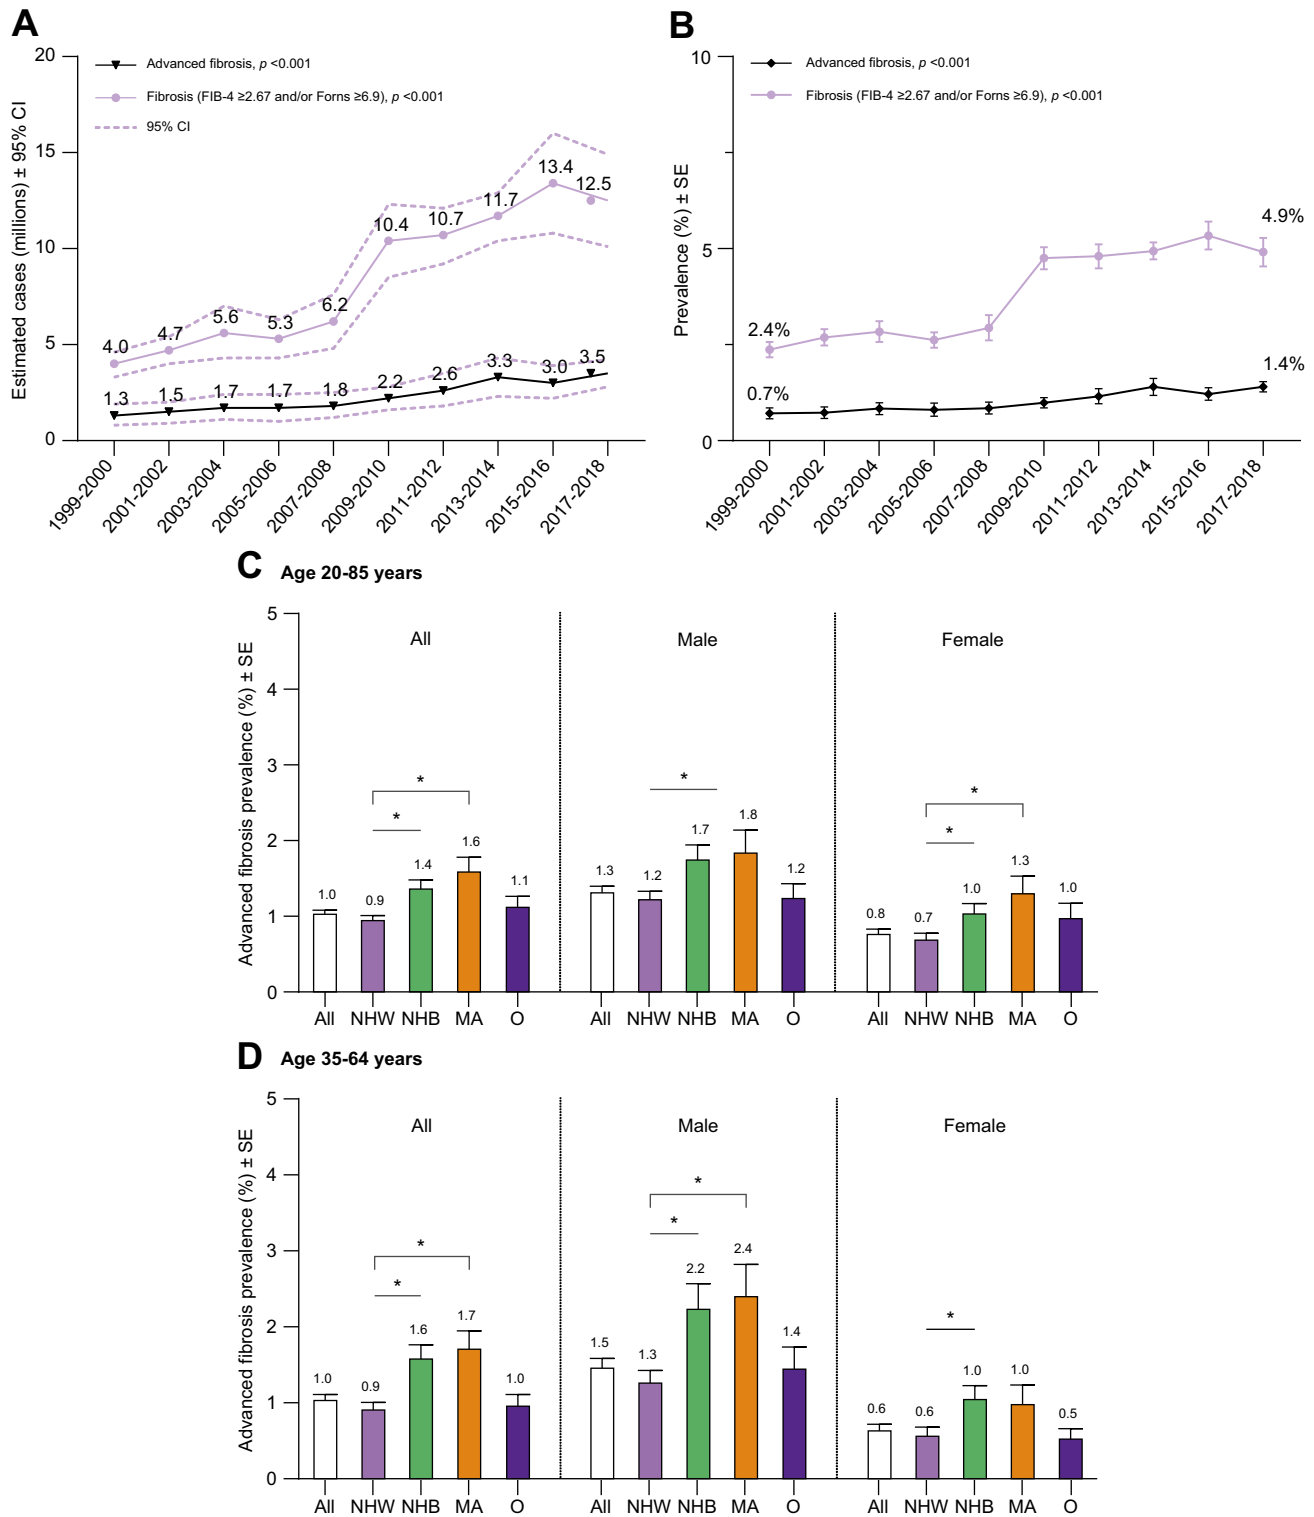 A
Estimated cases (millions) ± 95% CI
20
15
10
5
0
Advanced fibrosis, p <0.001
Fibrosis (FIB-4 ≥2.67 and/or Forns ≥6.9), p <0.001
95% CI
4.0 4.7 5.6 5.3 6.2 10.4 10.7 11.7 13.4 12.5
1.3 1.5 1.7 1.7 1.8 2.2 2.6 3.3 3.0 3.5
1999-2000 2001-2002 2003-2004 2005-2006 2007-2008 2009-2010 2011-2012 2013-2014 2015-2016 2017-2018
B
Prevalence (%) ± SE
10
5
0
Advanced fibrosis, p <0.001
Fibrosis (FIB-4 ≥2.67 and/or Forns ≥6.9), p <0.001
2.4% 4.9%
0.7% 1.4%
1999-2000 2001-2002 2003-2004 2005-2006 2007-2008 2009-2010 2011-2012 2013-2014 2015-2016 2017-2018
C Age 20-85 years
Advanced fibrosis prevalence (%) ± SE
5
4
3
2
1
0
All Male Female
* * * * *
1.0 0.9 1.4 1.6 1.1 1.3 1.2 1.7 1.8 1.2 0.8 0.7 1.0 1.3 1.0
All NHW NHB MA O All NHW NHB MA O All NHW NHB MA O
D Age 35-64 years
Advanced fibrosis prevalence (%) ± SE
5
4
3
2
1
0
All Male Female
* * * * *
1.0 0.9 1.6 1.7 1.0 1.5 1.3 2.2 2.4 1.4 0.6 0.6 1.0 1.0 0.5
All NHW NHB MA O All NHW NHB MA O All NHW NHB MA O